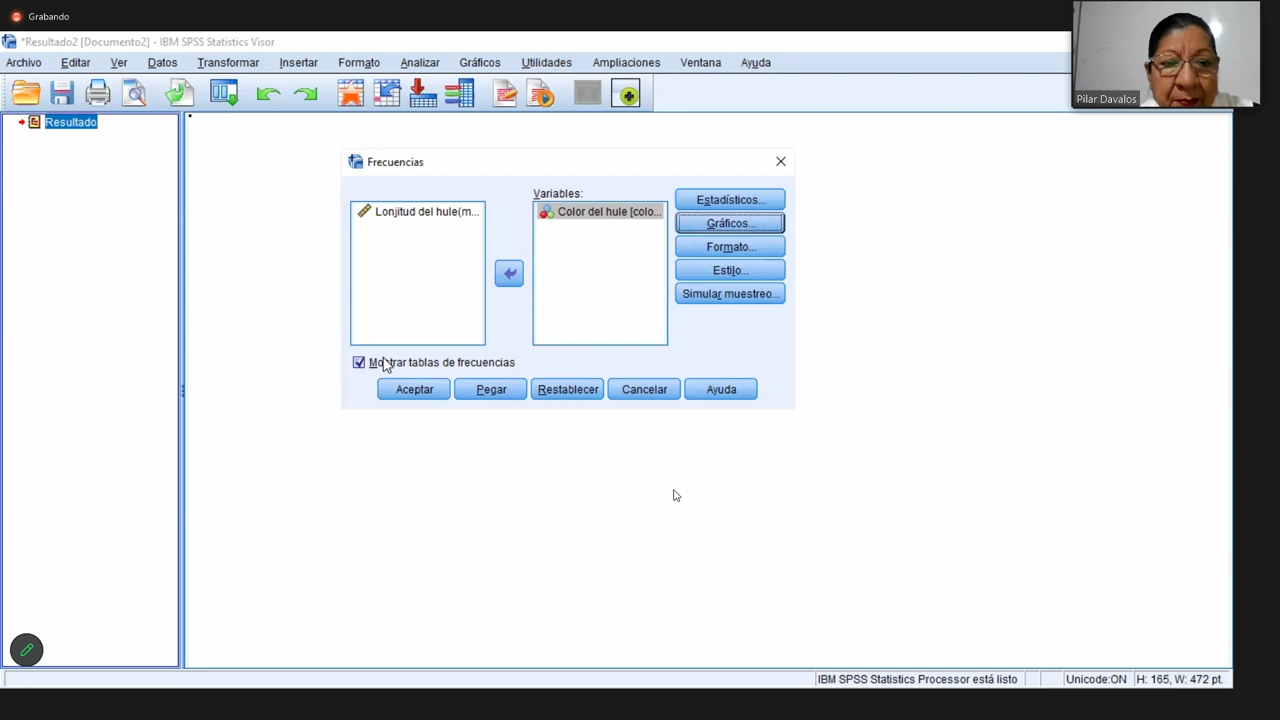 Grabando
*Resultado2 [Documento2] - IBM SPSS Statistics Visor
Archivo Editar Ver Datos Transformar Insertar Formato Analizar Gráficos Utilidades Ampliaciones Ventana Ayuda
Pilar Davalos
Resultado
Frecuencias
Variables:
Lonjitud del hule(m...
Color del hule [colo...
Estadísticos...
Gráficos...
Formato...
Estilo...
Simular muestreo...
Mostrar tablas de frecuencias
Aceptar Pegar Restablecer Cancelar Ayuda
IBM SPSS Statistics Processor está listo Unicode:ON H: 165, W: 472 pt.